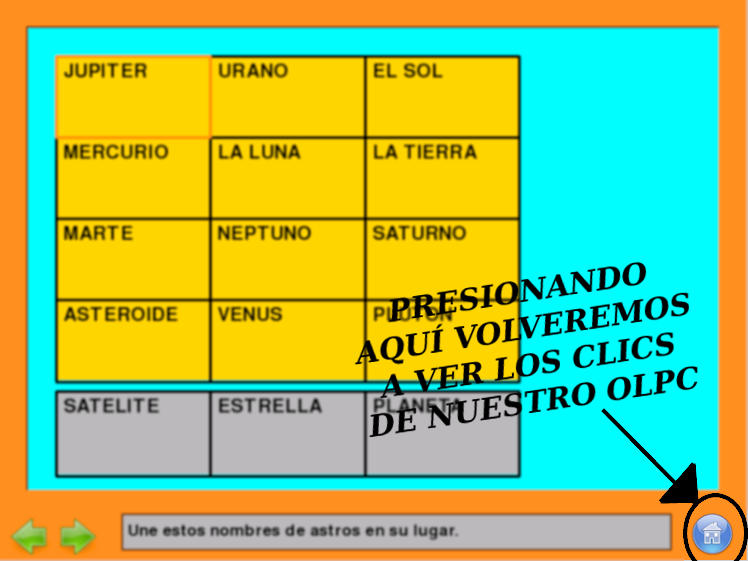 JUPITER URANO EL SOL
MERCURIO LA LUNA LA TIERRA
MARTE NEPTUNO SATURNO
ASTEROIDE VENUS PLUTON
SATELITE ESTRELLA PLANETA
PRESIONANDO
AQUÍ VOLVEREMOS
A VER LOS CLICS
DE NUESTRO OLPC
Une estos nombres de astros en su lugar.